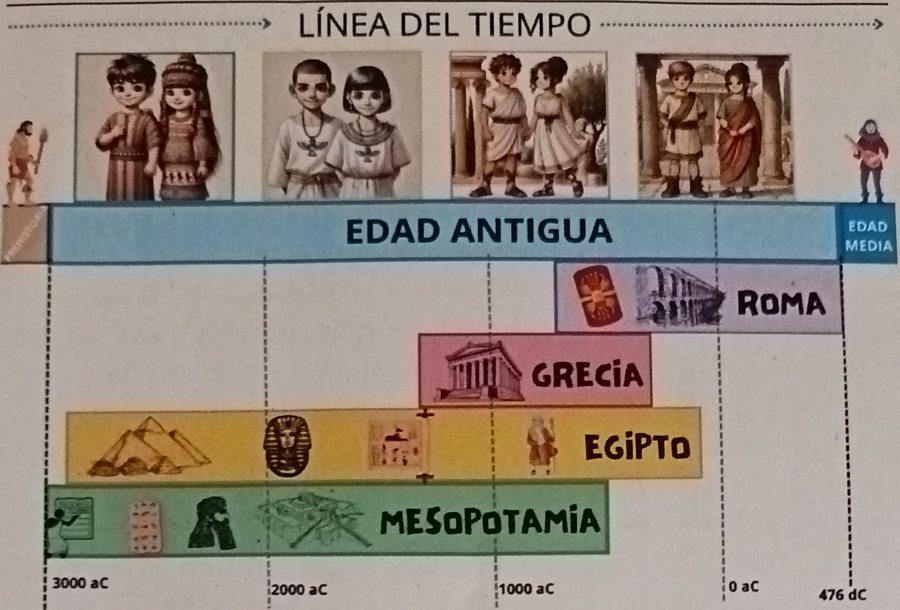 LÍNEA DEL TIEMPO
EDAD ANTIGUA
EDAD
MEDIA
ROMA
GRECIA
EGIPTO
MESOPOTAMIA
3000 aC
2000 aC
1000 aC
0 aC
476 dC